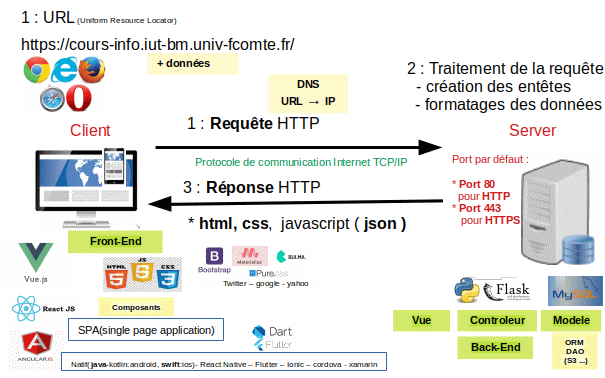 1 : URL (Uniform Resource Locator)
https://cours-info.iut-bm.univ-fcomte.fr/
+ données
DNS
URL → IP
2 : Traitement de la requête
- création des entêtes
- formatages des données
Client
1 : Requête HTTP
Server
Protocole de communication Internet TCP/IP
Port par défaut :
* Port 80
pour HTTP
* Port 443
pour HTTPS
3 : Réponse HTTP
* html, css, javascript ( json )
Front-End
Vue.js
HTML
5
JS
5
CSS
3
B
Bootstrap
Materialize
BULMA.
Purecss
Twitter – google - yahoo
React JS
Composants
SPA(single page application)
A
ANGULARJS
Dart
Flutter
Natif(java-kotlin:android, swift:ios)- React Native – Flutter – Ionic – cordova - xamarin
Flask
MySQL
Vue
Controleur
Modele
Back-End
ORM
DAO
(S3 ...)